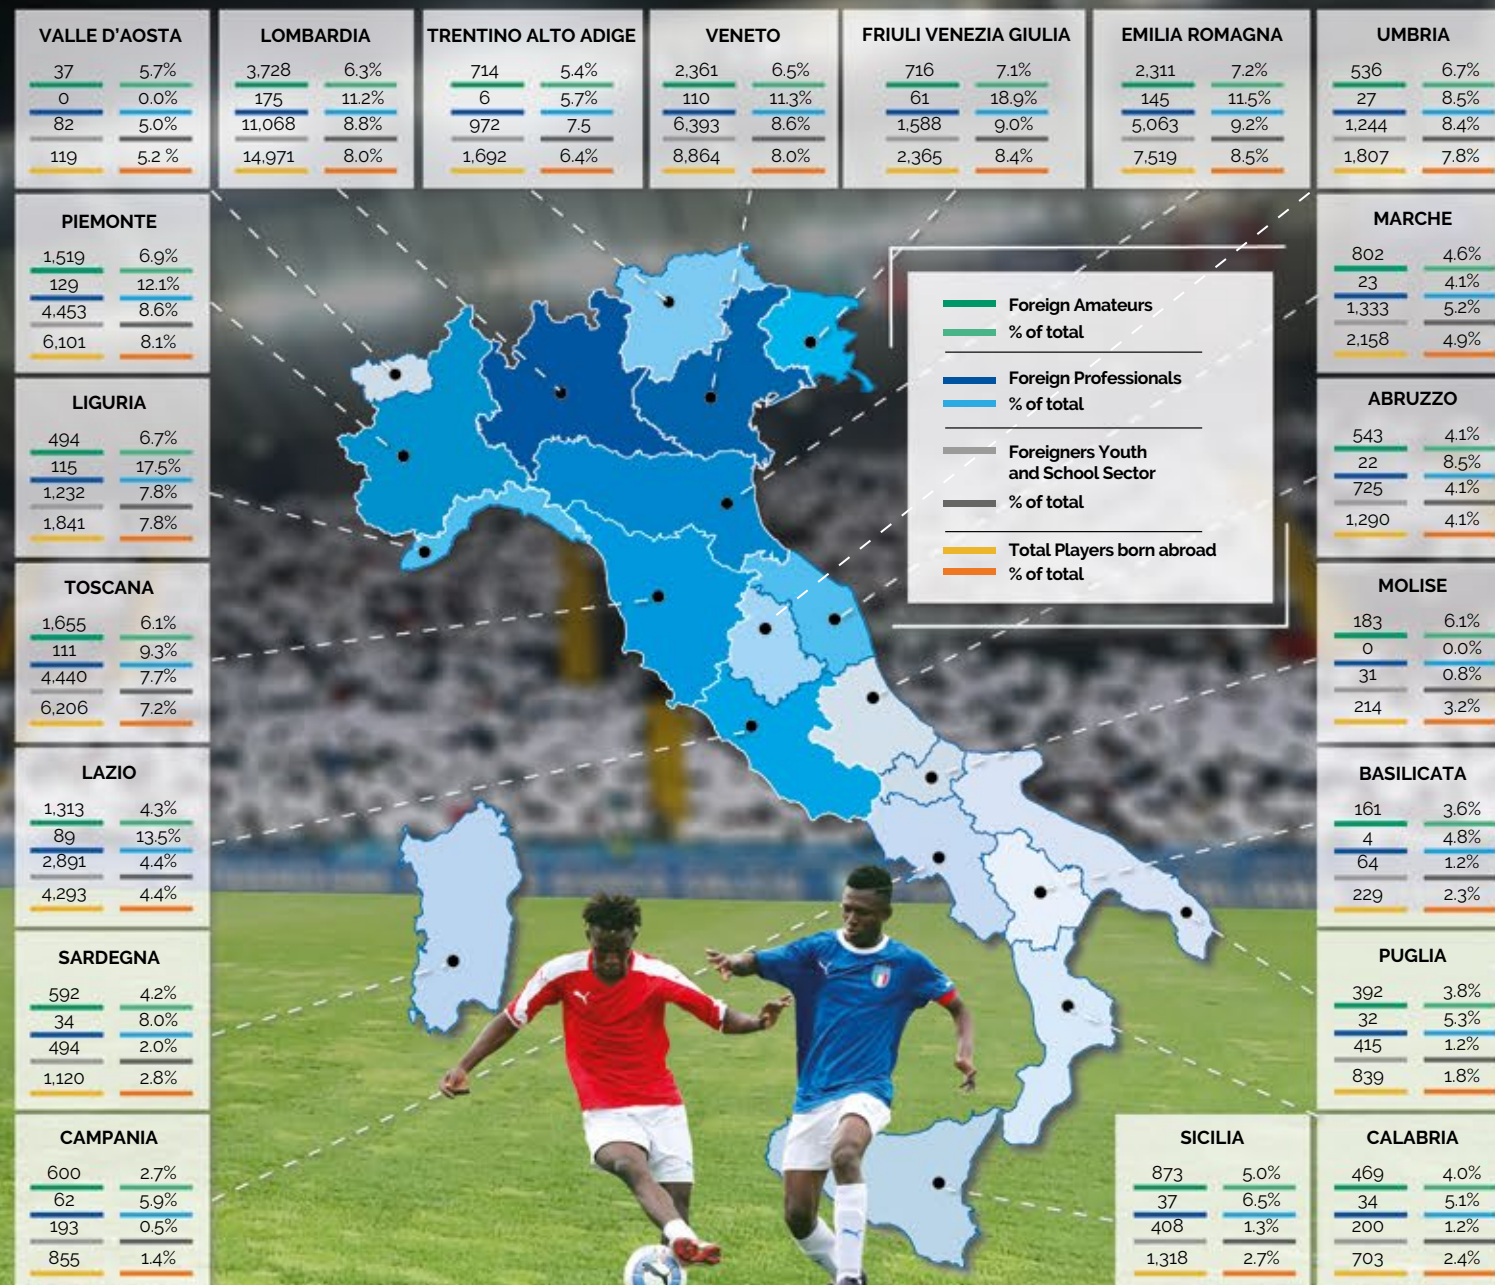 VALLE D'AOSTA
37 5.7%
0 0.0%
82 5.0%
119 5.2 %
LOMBARDIA
3,728 6.3%
175 11.2%
11,068 8.8%
14,971 8.0%
TRENTINO ALTO ADIGE
714 5.4%
6 5.7%
972 7.5
1,692 6.4%
VENETO
2,361 6.5%
110 11.3%
6,393 8.6%
8,864 8.0%
FRIULI VENEZIA GIULIA
716 7.1%
61 18.9%
1,588 9.0%
2,365 8.4%
EMILIA ROMAGNA
2,311 7.2%
145 11.5%
5,063 9.2%
7,519 8.5%
UMBRIA
536 6.7%
27 8.5%
1,244 8.4%
1,807 7.8%
PIEMONTE
1,519 6.9%
129 12.1%
4,453 8.6%
6,101 8.1%
LIGURIA
494 6.7%
115 17.5%
1,232 7.8%
1,841 7.8%
TOSCANA
1,655 6.1%
111 9.3%
4,440 7.7%
6,206 7.2%
LAZIO
1,313 4.3%
89 13.5%
2,891 4.4%
4,293 4.4%
SARDEGNA
592 4.2%
34 8.0%
494 2.0%
1,120 2.8%
CAMPANIA
600 2.7%
62 5.9%
193 0.5%
855 1.4%
Foreign Amateurs
% of total
Foreign Professionals
% of total
Foreigners Youth
and School Sector
% of total
Total Players born abroad
% of total
MARCHE
802 4.6%
23 4.1%
1,333 5.2%
2,158 4.9%
ABRUZZO
543 4.1%
22 8.5%
725 4.1%
1,290 4.1%
MOLISE
183 6.1%
0 0.0%
31 0.8%
214 3.2%
BASILICATA
161 3.6%
4 4.8%
64 1.2%
229 2.3%
PUGLIA
392 3.8%
32 5.3%
415 1.2%
839 1.8%
SICILIA
873 5.0%
37 6.5%
408 1.3%
1,318 2.7%
CALABRIA
469 4.0%
34 5.1%
200 1.2%
703 2.4%